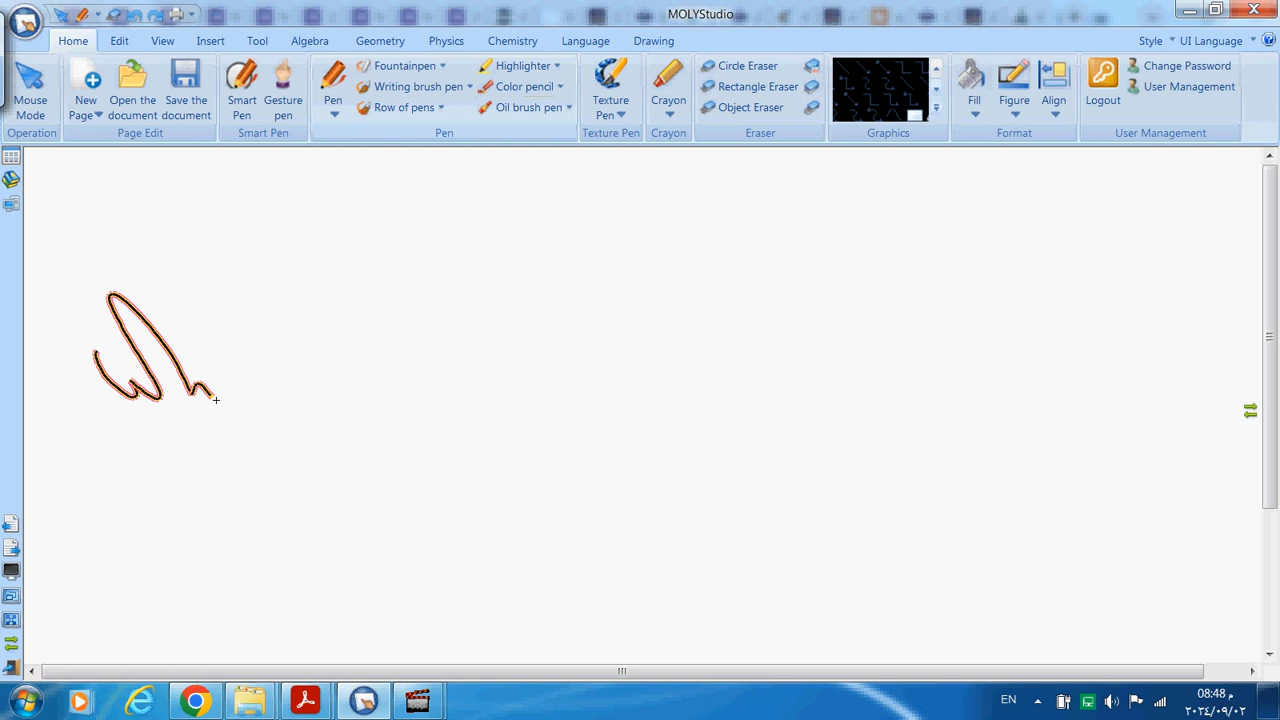 MOLYStudio
Home Edit View Insert Tool Algebra Geometry Physics Chemistry Language Drawing Style UI Language
Mouse Mode
Operation
New Page
Open the document
Save the document
Page Edit
Smart Pen
Gesture pen
Smart Pen
Pen
Fountainpen
Writing brush pen
Row of pens
Highlighter
Color pencil
Oil brush pen
Pen
Texture Pen
Texture Pen
Crayon
Crayon
Circle Eraser
Rectangle Eraser
Object Eraser
Eraser
Graphics
Fill
Figure
Align
Format
Logout
Change Password
User Management
User Management
EN
08:48 م
٢٠٢٤/٠٩/٠٢